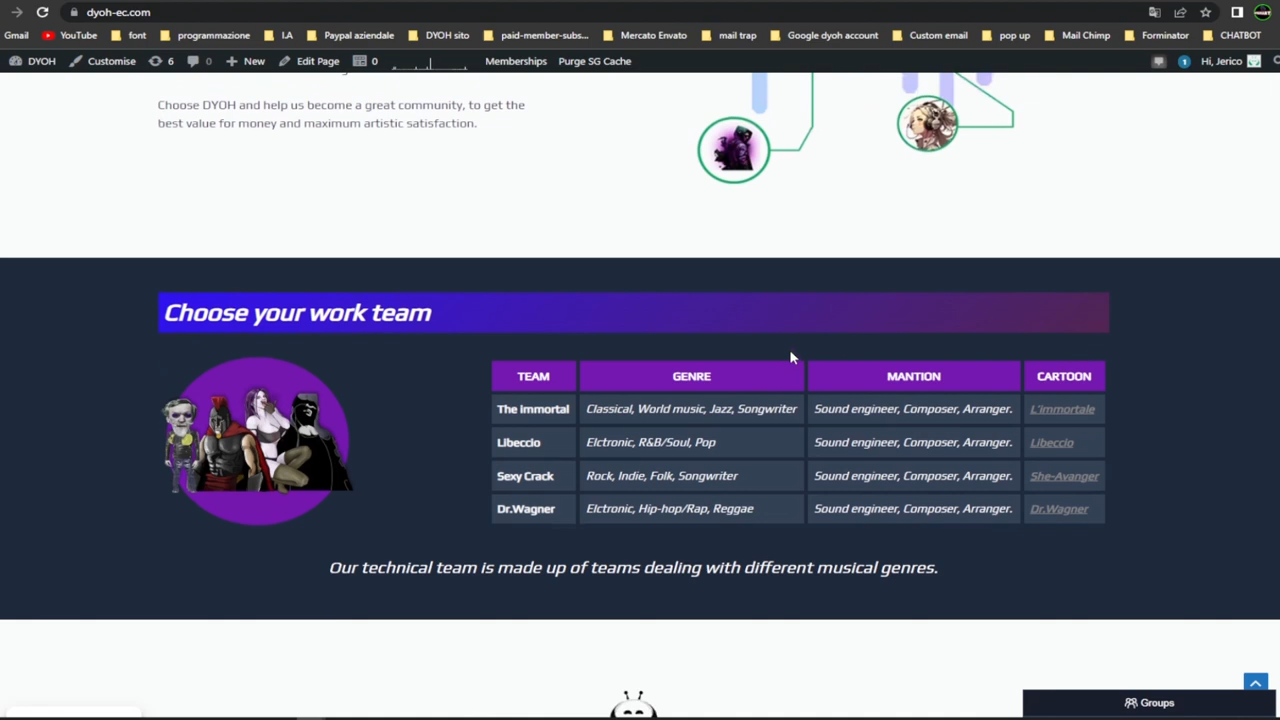 dyoh-ec.com
Gmail YouTube font programmazione I.A Paypal aziendale DYOH sito paid-member-subs... Mercato Envato mail trap Google dyoh account Custom email pop up Mail Chimp Forminator CHATBOT
DYOH Customise 6 0 New Edit Page 0 Memberships Purge SG Cache 1 Hi, Jerico
Choose DYOH and help us become a great community, to get the
best value for money and maximum artistic satisfaction.
Choose your work team
TEAM GENRE MANTION CARTOON
The immortal Classical, World music, Jazz, Songwriter Sound engineer, Composer, Arranger. L'immortale
Libeccio Elctronic, R&B/Soul, Pop Sound engineer, Composer, Arranger. Libeccio
Sexy Crack Rock, Indie, Folk, Songwriter Sound engineer, Composer, Arranger. She-Avanger
Dr.Wagner Elctronic, Hip-hop/Rap, Reggae Sound engineer, Composer, Arranger. Dr.Wagner
Our technical team is made up of teams dealing with different musical genres.
Groups